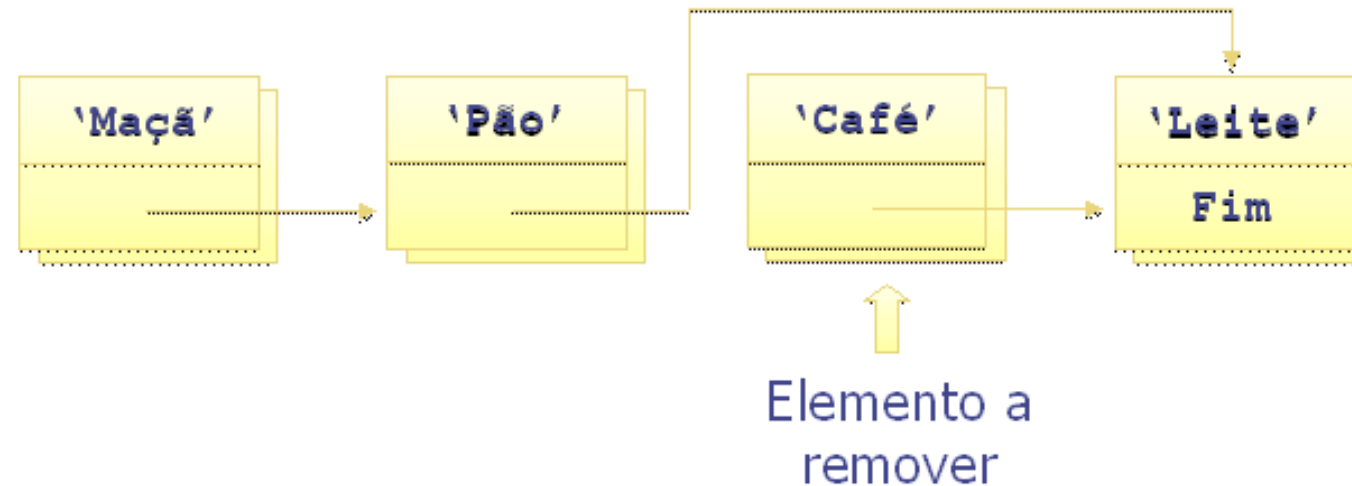 ‘Maçã’
‘Pão’
‘Café’
‘Leite’
Fim
Elemento a
remover